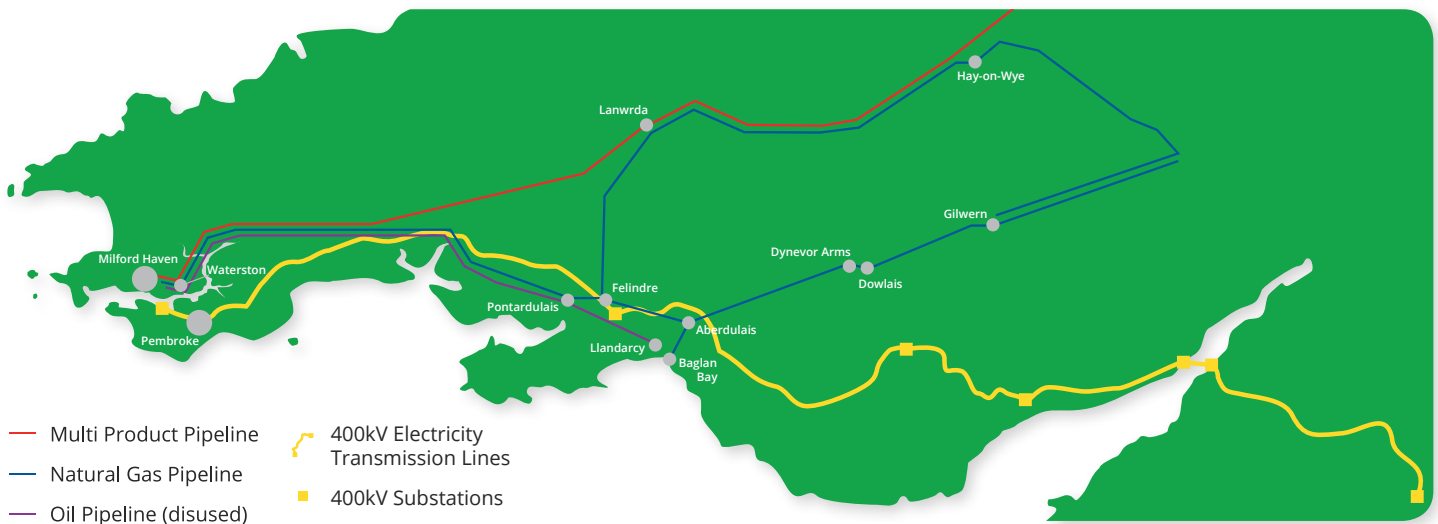 Hay-on-Wye
Lanwrda
Gilwern
Dynevor Arms
Dowlais
Milford Haven
Waterston
Felindre
Pontardulais
Aberdulais
Pembroke
Llandarcy
Baglan
Bay
Multi Product Pipeline
Natural Gas Pipeline
Oil Pipeline (disused)
400kV Electricity
Transmission Lines
400kV Substations